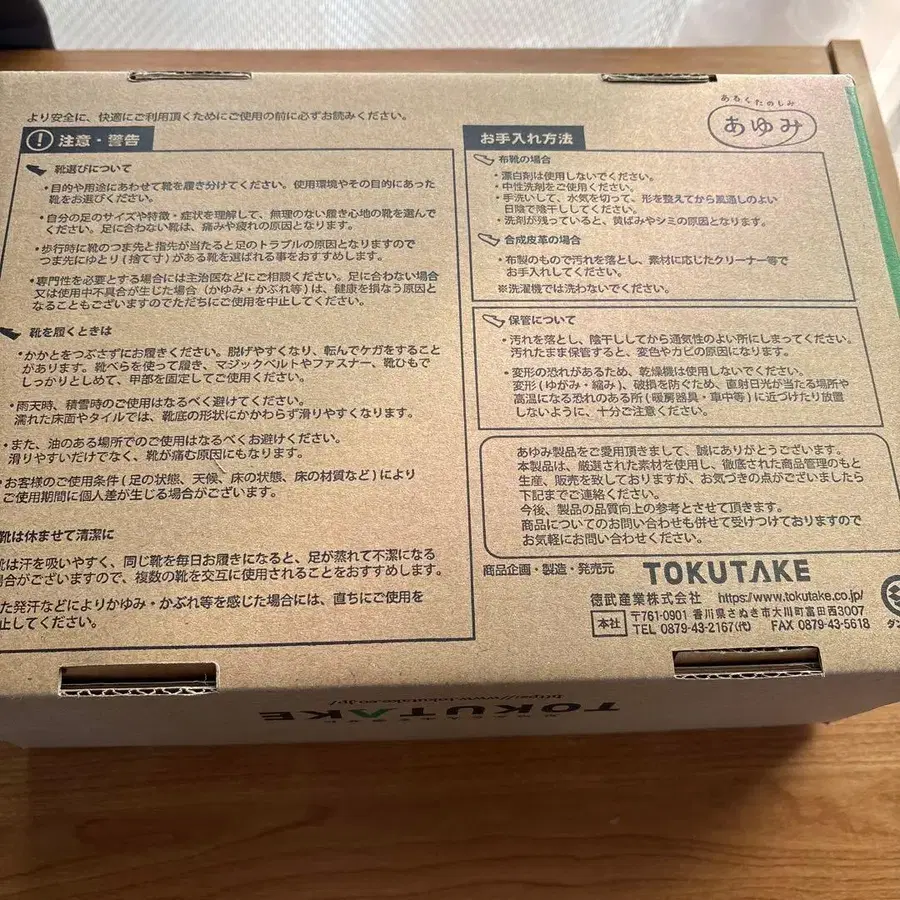 より安全に、快適にご利用頂くためにご使用の前に必ずお読みください。
注意・警告
靴選びについて
・目的や用途にあわせて靴を履き分けてください。使用環境やその目的にあった
靴をお選びください。
・自分の足のサイズや特徴・症状を理解して、無理のない履き心地の靴を選んで
ください。足に合わない靴は、痛みや疲れの原因となります。
・歩行時に靴のつま先と指先が当たると足のトラブルの原因となりますので
つま先にゆとり(捨て寸)がある靴を選ばれる事をおすすめします。
・専門性を必要とする場合には主治医などにご相談ください。足に合わない場合
又は使用中不具合が生じた場合(かゆみ・かぶれ等)は、健康を損なう原因と
なることもございますのでただちにご使用を中止してください。
靴を履くときは
・かかとをつぶさずにお履きください。脱げやすくなり、転んでケガをすること
があります。靴べらを使って履き、マジックベルトやファスナー、靴ひもで
しっかりとしめて、甲部を固定してご使用ください。
・雨天時、積雪時のご使用はなるべく避けてください。
濡れた床面やタイルでは、靴底の形状にかかわらず滑りやすくなります。
・また、油のある場所でのご使用はなるべくお避けください。
滑りやすいだけでなく、靴が痛む原因にもなります。
・お客様のご使用条件(足の状態、天候、床の状態、床の材質など)により
ご使用期間に個人差が生じる場合がございます。
靴は休ませて清潔に
は汗を吸いやすく、同じ靴を毎日お履きになると、足が蒸れて不潔になる
場合がございますので、複数の靴を交互に使用されることをおすすめします。
た発汗などによりかゆみ・かぶれ等を感じた場合には、直ちにご使用を
止してください。
あるくたのしみ
あゆみ
お手入れ方法
布靴の場合
・漂白剤は使用しないでください。
・中性洗剤をご使用ください。
・手洗いして、水気を切って、形を整えてから風通しのよい
日陰で陰干ししてください。
・洗剤が残っていると、黄ばみやシミの原因となります。
合成皮革の場合
・布製のもので汚れを落とし、素材に応じたクリーナー等で
お手入れしてください。
※洗濯機では洗わないでください。
保管について
・汚れを落とし、陰干ししてから通気性のよい所にしまってください。
汚れたまま保管すると、変色やカビの原因になります。
・変形の恐れがあるため、乾燥機は使用しないでください。
変形(ゆがみ・縮み)、破損を防ぐため、直射日光が当たる場所や
高温になる恐れのある所(暖房器具・車中等)に近づけたり放置
しないように、十分ご注意ください。
あゆみ製品をご愛用頂きまして、誠にありがとうございます。
本製品は、厳選された素材を使用し、徹底された商品管理のもと
生産、販売を致しておりますが、お気づきの点がございましたら
下記までご連絡ください。
今後、製品の品質向上の参考とさせて頂きます。
商品についてのお問い合わせも併せて受けつけておりますので
お気軽にお問い合わせください。
商品企画・製造・発売元 TOKUTAKE
徳武産業株式会社 https://www.tokutake.co.jp/
本社 〒761-0901 香川県さぬき市大川町富田西3007
TEL 0879-43-2167(代) FAX 0879-43-5618
ダン
TOKUTAKE
https://www.tokutake.co.jp/